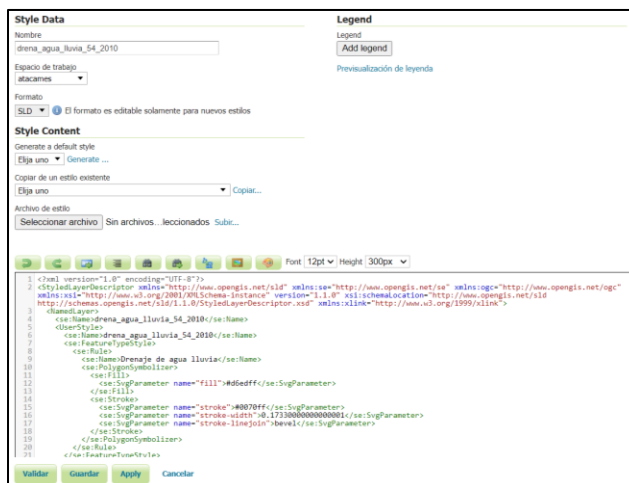 Style Data
Nombre
drena_agua_lluvia_54_2010
Espacio de trabajo
atacames
Formato
SLD El formato es editable solamente para nuevos estilos
Style Content
Generate a default style
Elija uno Generate ...
Copiar de un estilo existente
Elija uno Copiar...
Archivo de estilo
Seleccionar archivo Sin archivos...leccionados Subir...
Legend
Legend
Add legend
Previsualización de leyenda
Font 12pt Height 300px
1 <?xml version="1.0" encoding="UTF-8"?>
2 <StyledLayerDescriptor xmlns="http://www.opengis.net/sld" xmlns:se="http://www.opengis.net/se" xmlns:ogc="http://www.opengis.net/ogc"
xmlns:xsi="http://www.w3.org/2001/XMLSchema-instance" version="1.1.0" xsi:schemaLocation="http://www.opengis.net/sld
http://schemas.opengis.net/sld/1.1.0/StyledLayerDescriptor.xsd" xmlns:xlink="http://www.w3.org/1999/xlink">
3 <NamedLayer>
4 <se:Name>drena_agua_lluvia_54_2010</se:Name>
5 <UserStyle>
6 <se:Name>drena_agua_lluvia_54_2010</se:Name>
7 <se:FeatureTypeStyle>
8 <se:Rule>
9 <se:Name>Drenaje de agua lluvia</se:Name>
10 <se:PolygonSymbolizer>
11 <se:Fill>
12 <se:SvgParameter name="fill">#d6edff</se:SvgParameter>
13 </se:Fill>
14 <se:Stroke>
15 <se:SvgParameter name="stroke">#0070ff</se:SvgParameter>
16 <se:SvgParameter name="stroke-width">0.17330000000000001</se:SvgParameter>
17 <se:SvgParameter name="stroke-linejoin">bevel</se:SvgParameter>
18 </se:Stroke>
19 </se:PolygonSymbolizer>
20 </se:Rule>
21 </se:FeatureTypeStyle>
Validar Guardar Apply Cancelar